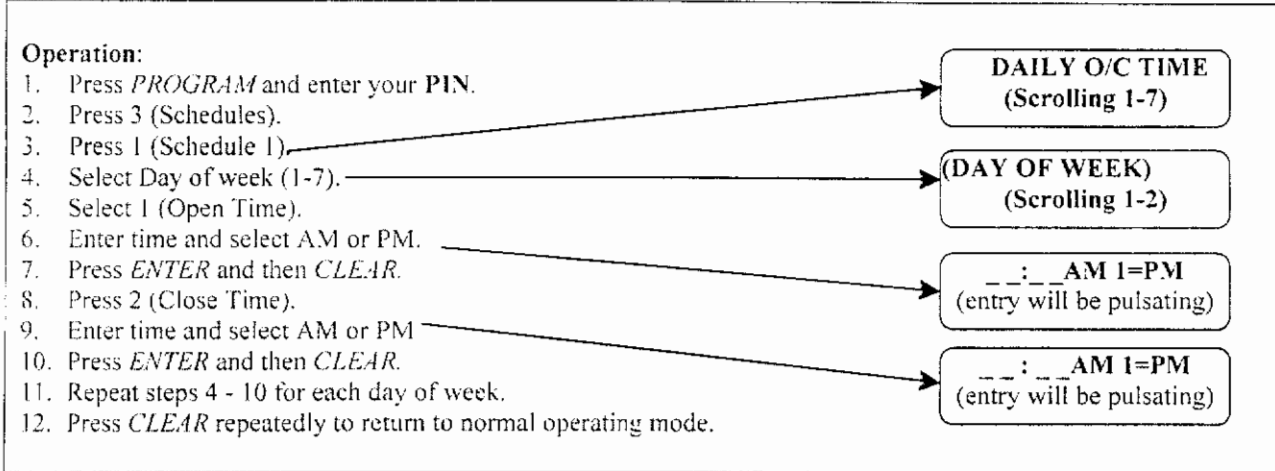 Operation:
1. Press PROGRAM and enter your PIN.
2. Press 3 (Schedules).
3. Press 1 (Schedule 1).
4. Select Day of week (1-7).
5. Select 1 (Open Time).
6. Enter time and select AM or PM.
7. Press ENTER and then CLEAR.
8. Press 2 (Close Time).
9. Enter time and select AM or PM
10. Press ENTER and then CLEAR.
11. Repeat steps 4 - 10 for each day of week.
12. Press CLEAR repeatedly to return to normal operating mode.
DAILY O/C TIME
(Scrolling 1-7)
(DAY OF WEEK)
(Scrolling 1-2)
_ _:_ _AM 1=PM
(entry will be pulsating)
_ _:_ _AM 1=PM
(entry will be pulsating)